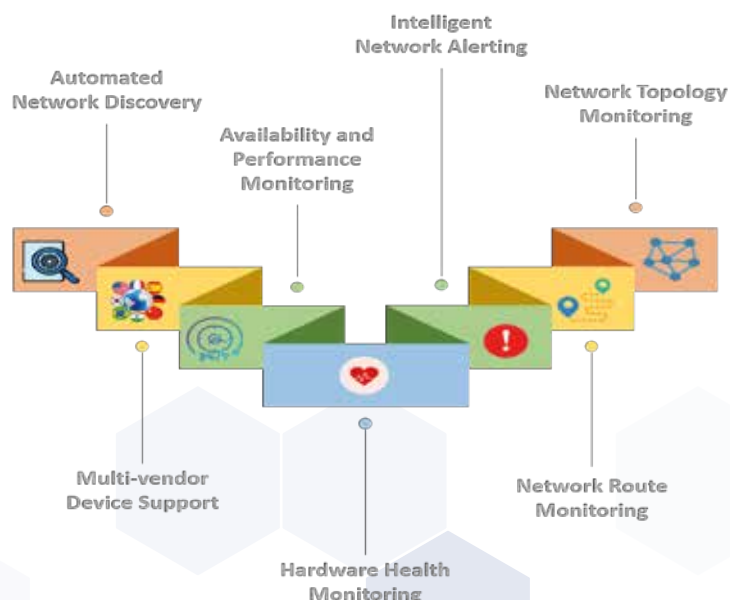 Intelligent
Network Alerting
Automated
Network Discovery
Network Topology
Monitoring
Availability and
Performance
Monitoring
Multi-vendor
Device Support
Network Route
Monitoring
Hardware Health
Monitoring